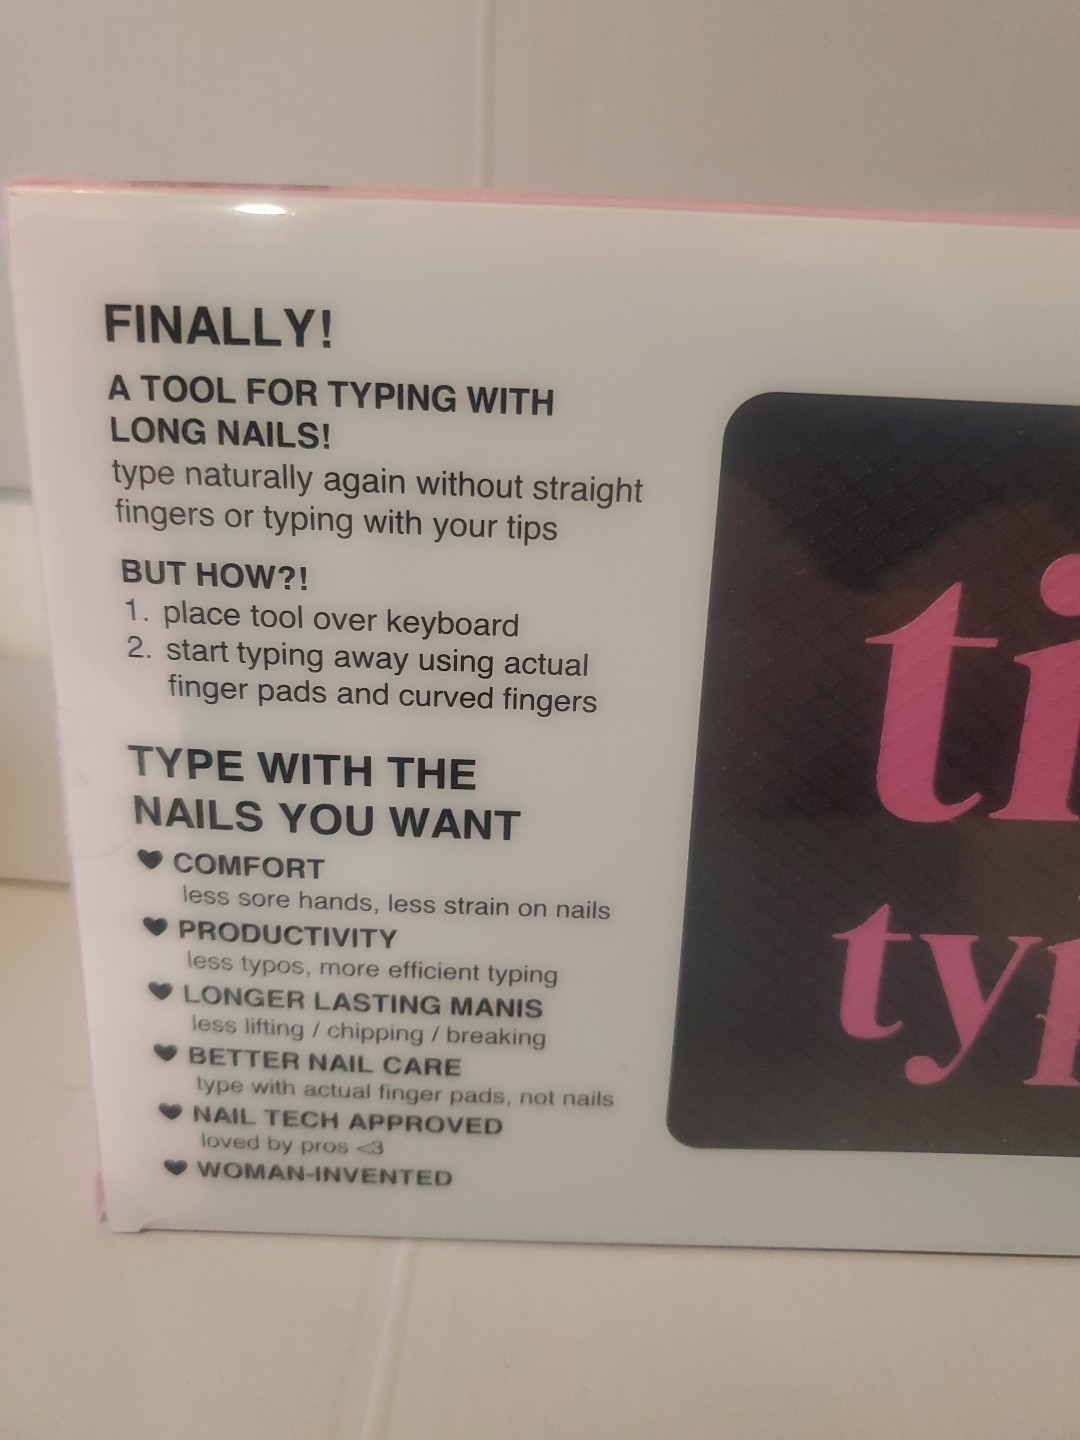 FINALLY!
A TOOL FOR TYPING WITH
LONG NAILS!
type naturally again without straight
fingers or typing with your tips
BUT HOW?!
1. place tool over keyboard
2. start typing away using actual
finger pads and curved fingers
TYPE WITH THE
NAILS YOU WANT
♥ COMFORT
less sore hands, less strain on nails
♥ PRODUCTIVITY
less typos, more efficient typing
♥ LONGER LASTING MANIS
less lifting / chipping / breaking
♥ BETTER NAIL CARE
type with actual finger pads, not nails
♥ NAIL TECH APPROVED
loved by pros <3
♥ WOMAN-INVENTED
ti
typ